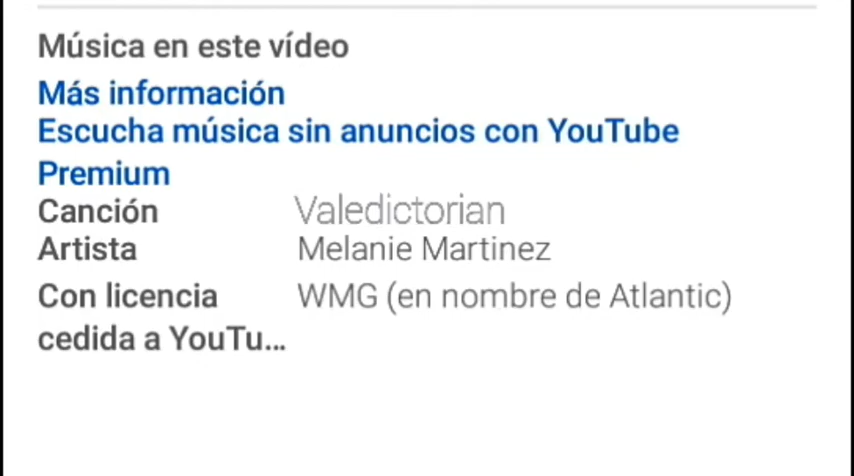 Música en este vídeo
Más información
Escucha música sin anuncios con YouTube
Premium
Canción Valedictorian
Artista Melanie Martinez
Con licencia WMG (en nombre de Atlantic)
cedida a YouTu...